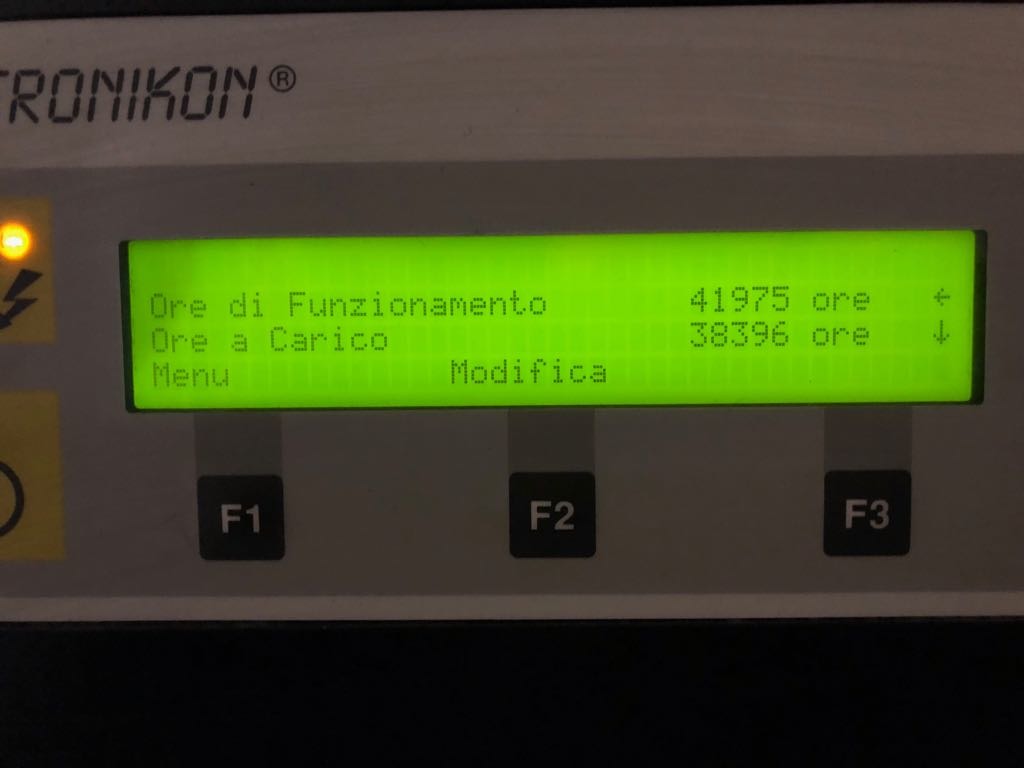 TRONIKON®
Ore di Funzionamento 41975 ore ←
Ore a Carico 38396 ore ↓
Menu Modifica
F1 F2 F3